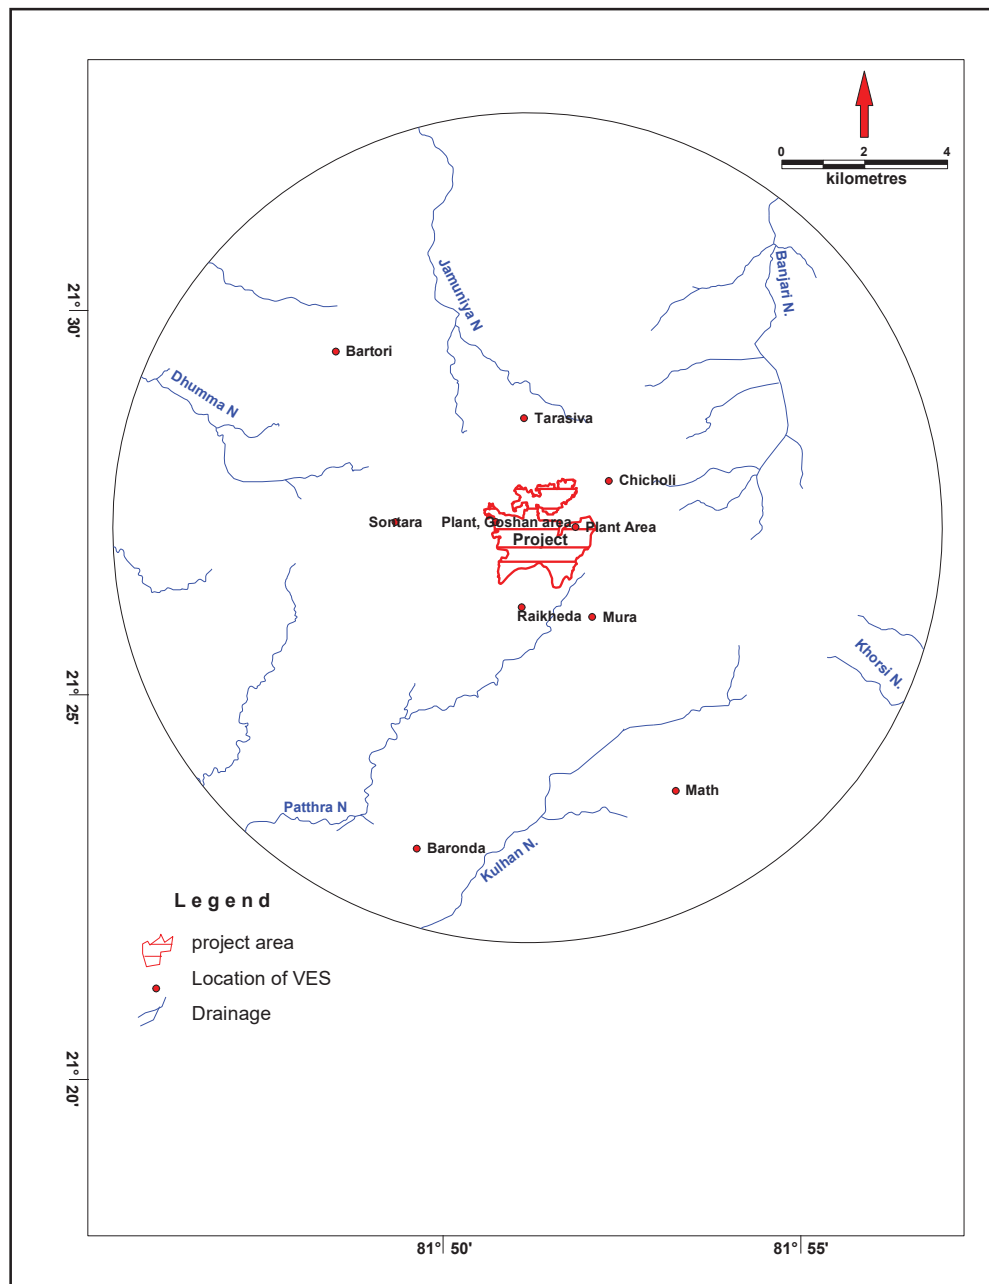 0 2 4
kilometres
Jamuniya N
Banjari N.
21° 30'
Bartori
Dhumma N
Tarasiva
Chicholi
Sontara
Plant, Goshan area
Plant Area
Project
Raikheda
Mura
Khorsi N.
21° 25'
Math
Patthra N
Baronda
Kulhan N.
Legend
project area
Location of VES
Drainage
21° 20'
81° 50'
81° 55'